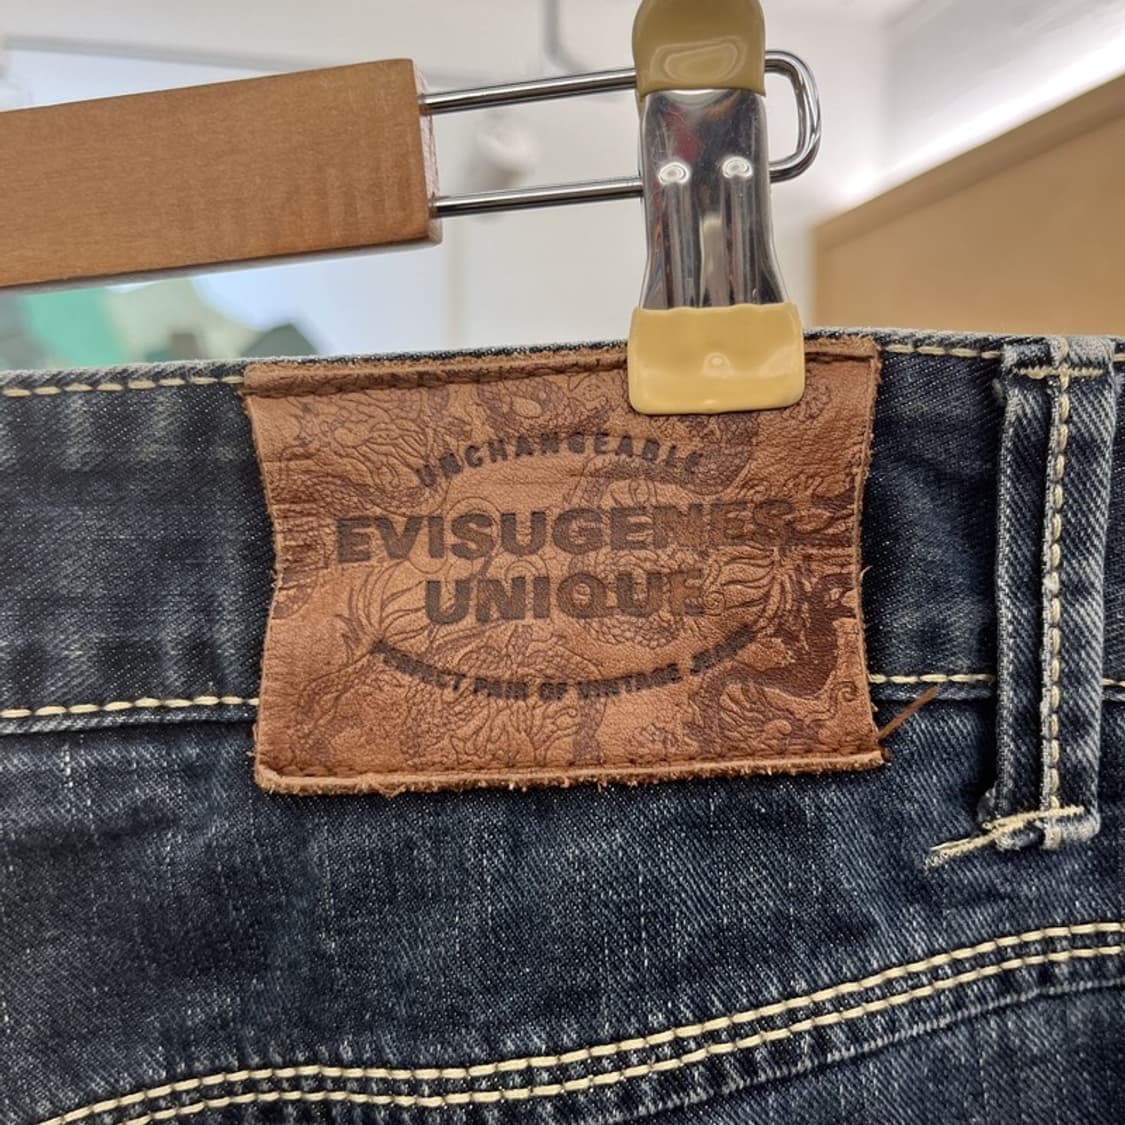 UNCHANGEABLE
EVISUGENES
UNIQUE
PERFECT PAIR OF VINTAGE JEANS